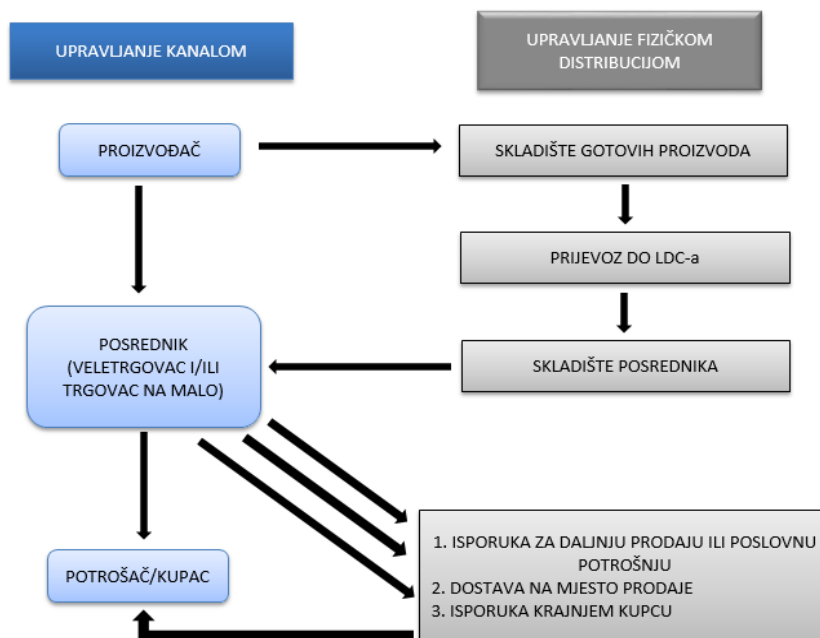 UPRAVLJANJE KANALOM
UPRAVLJANJE FIZIČKOM
DISTRIBUCIJOM
PROIZVOĐAČ
SKLADIŠTE GOTOVIH PROIZVODA
PRIJEVOZ DO LDC-a
POSREDNIK
(VELETRGOVAC I/ILI
TRGOVAC NA MALO)
SKLADIŠTE POSREDNIKA
1. ISPORUKA ZA DALJNJU PRODAJU ILI POSLOVNU
POTROŠNJU
2. DOSTAVA NA MJESTO PRODAJE
3. ISPORUKA KRAJNJEM KUPCU
POTROŠAČ/KUPAC